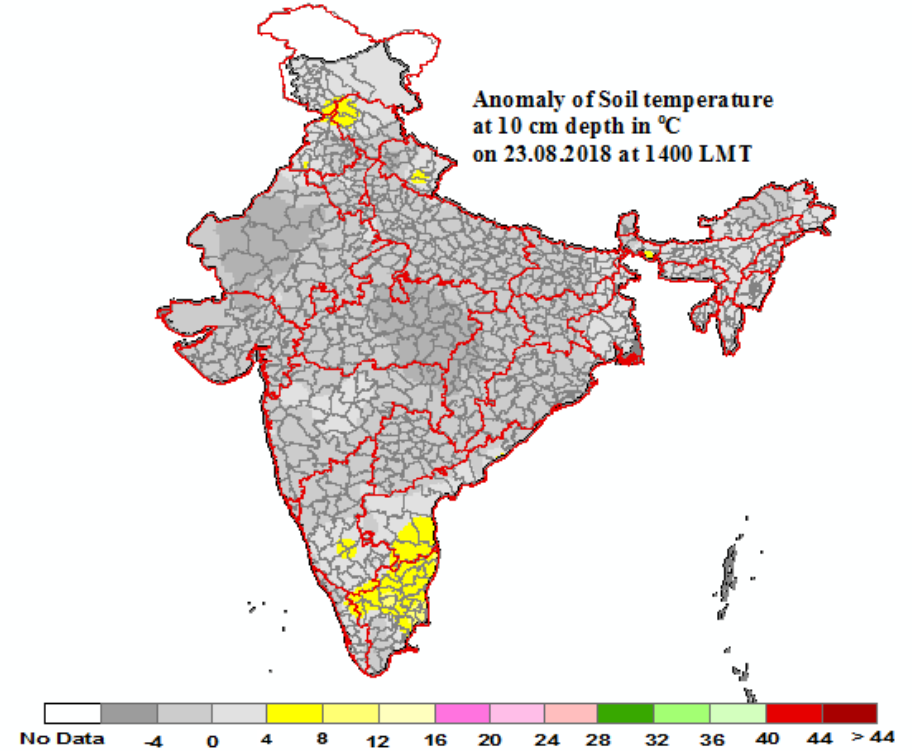 Anomaly of Soil temperature
at 10 cm depth in °C
on 23.08.2018 at 1400 LMT
No Data -4 0 4 8 12 16 20 24 28 32 36 40 44 > 44